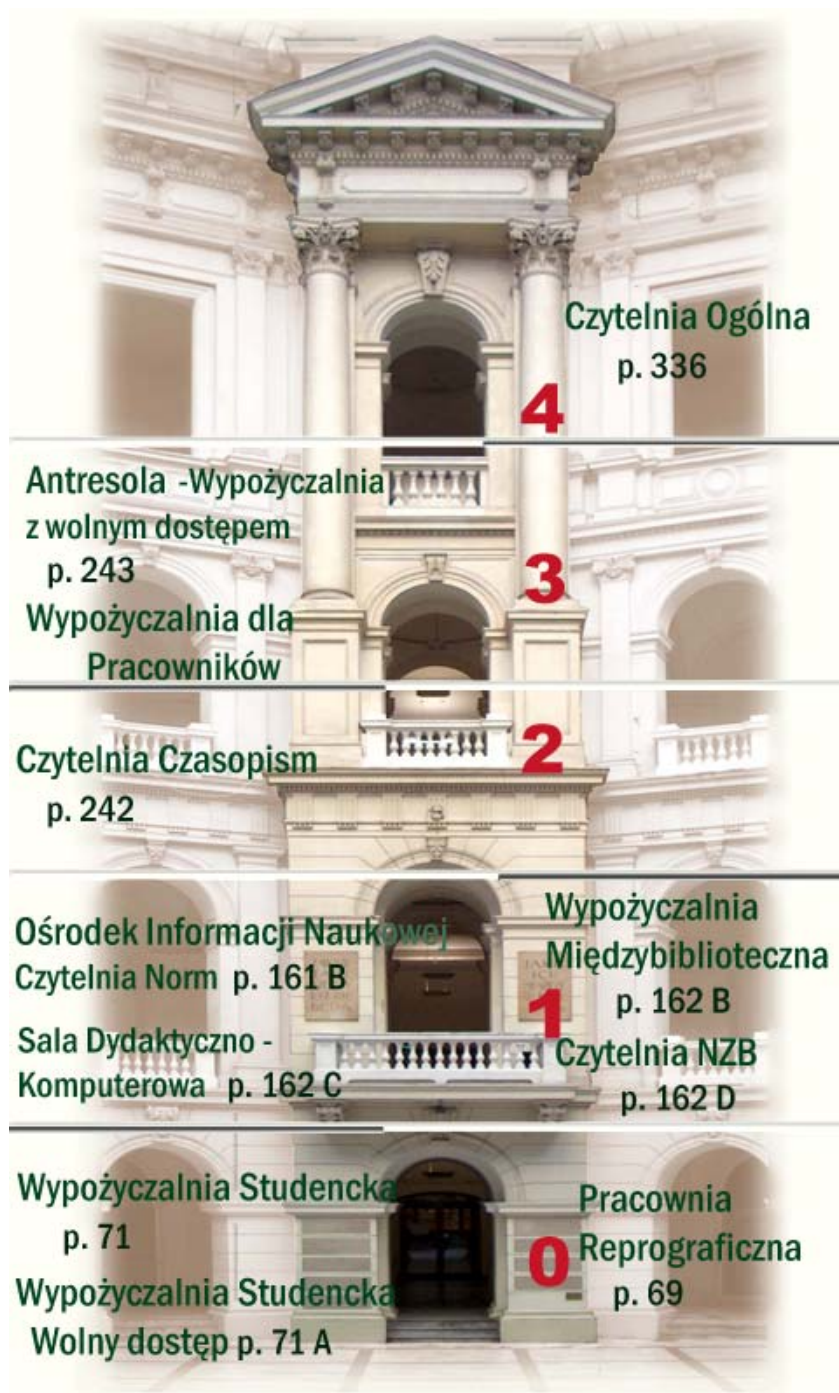 Czytelnia Ogólna
p. 336
4
Antresola -Wypożyczalnia
z wolnym dostępem
p. 243
Wypożyczalnia dla
Pracowników
3
Czytelnia Czasopism
p. 242
2
Ośrodek Informacji Naukowej
Czytelnia Norm p. 161 B
Sala Dydaktyczno -
Komputerowa p. 162 C
Wypożyczalnia
Międzybiblioteczna
p. 162 B
1
Czytelnia NZB
p. 162 D
Wypożyczalnia Studencka
p. 71
Wypożyczalnia Studencka
Wolny dostęp p. 71 A
0
Pracownia
Reprograficzna
p. 69